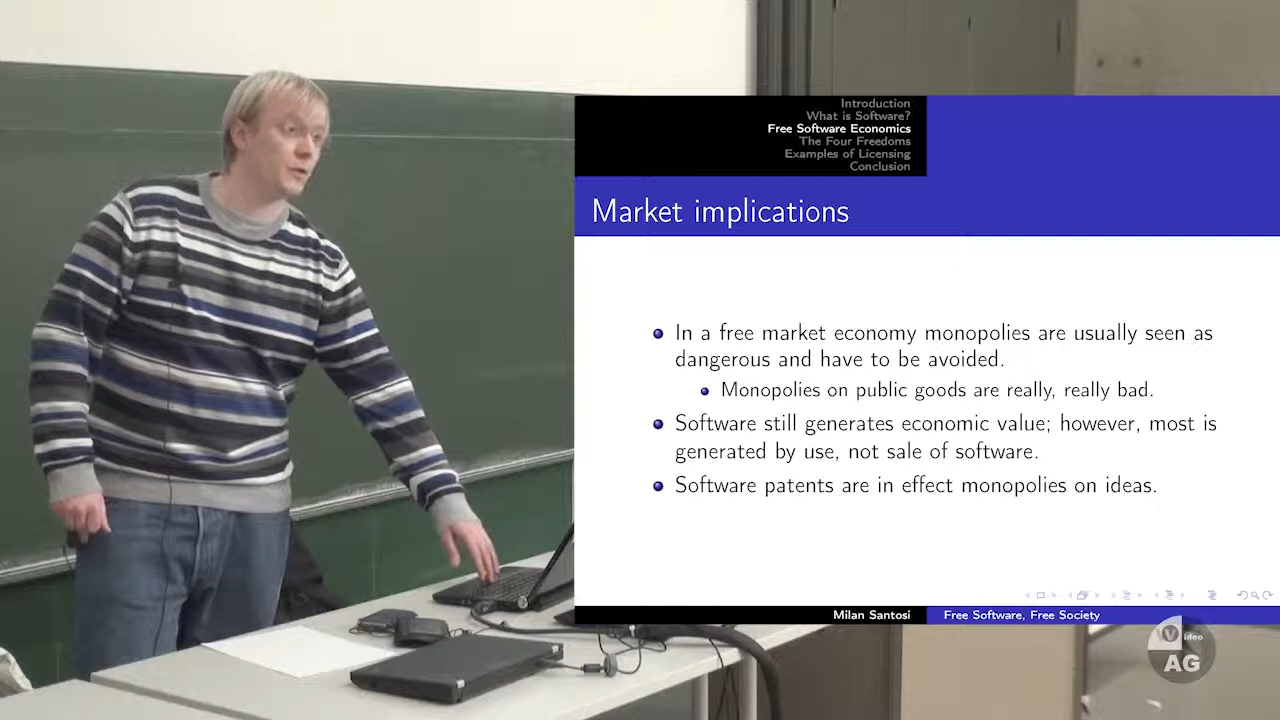 Introduction
What is Software?
Free Software Economics
The Four Freedoms
Examples of Licensing
Conclusion
Market implications
In a free market economy monopolies are usually seen as
dangerous and have to be avoided.
Monopolies on public goods are really, really bad.
Software still generates economic value; however, most is
generated by use, not sale of software.
Software patents are in effect monopolies on ideas.
Milan Santosi
Free Software, Free Society
Video
AG